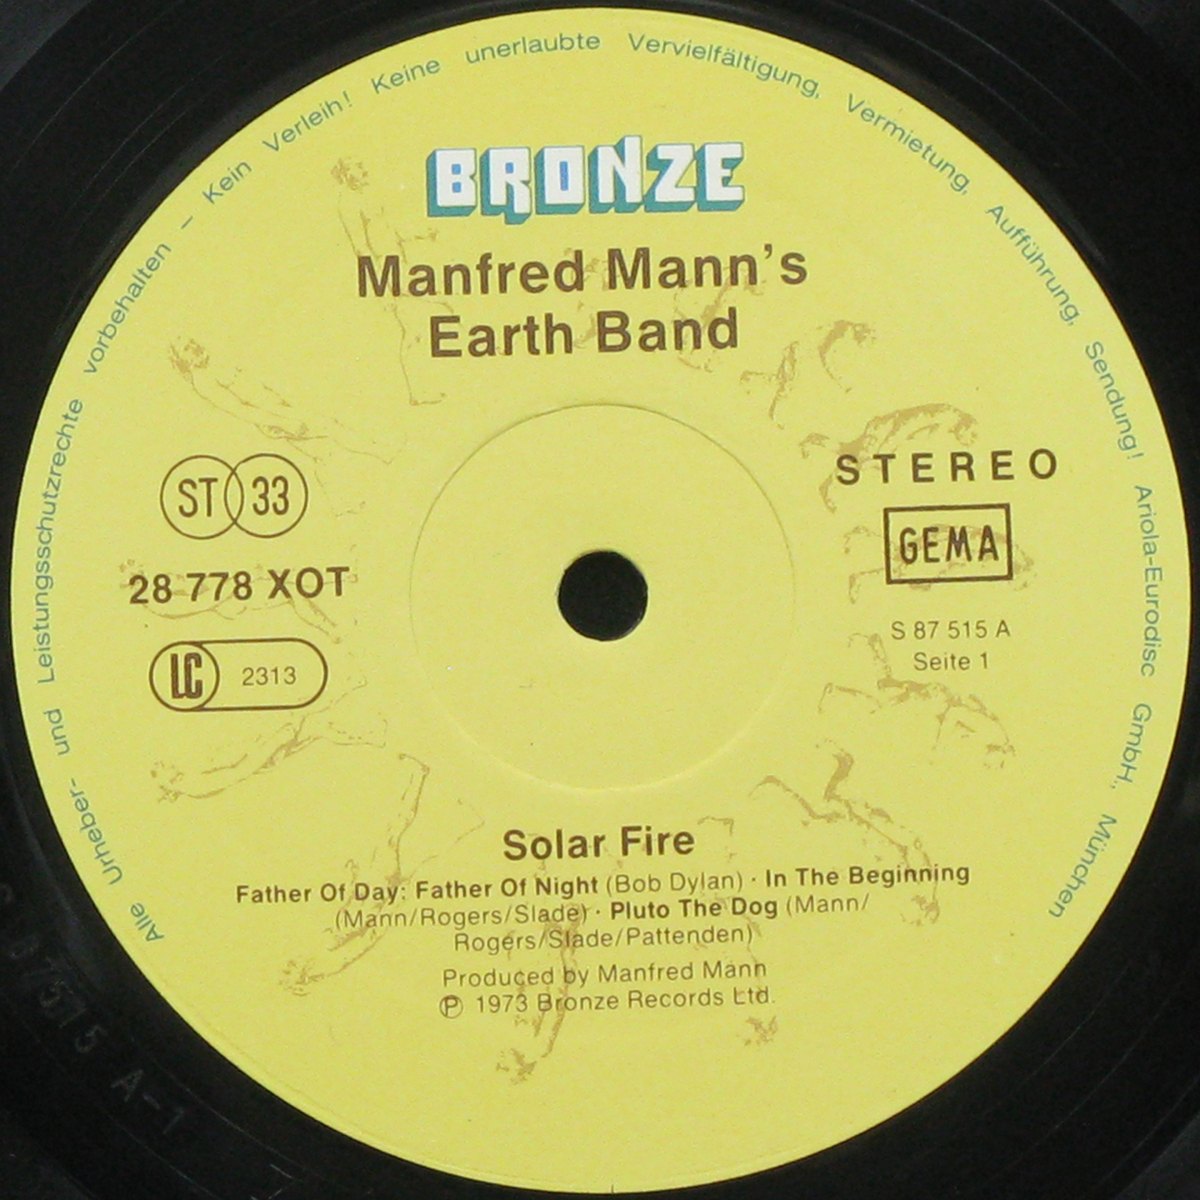 Alle Urheber- und Leistungsschutzrechte vorbehalten – Kein Verleih! Keine unerlaubte Vervielfältigung, Vermietung, Aufführung, Sendung! Ariola-Eurodisc GmbH., München
BRONZE
Manfred Mann's
Earth Band
ST 33
28 778 XOT
LC 2313
STEREO
GEMA
S 87 515 A
Seite 1
Solar Fire
Father Of Day: Father Of Night (Bob Dylan) · In The Beginning
(Mann/Rogers/Slade) · Pluto The Dog (Mann/
Rogers/Slade/Pattenden)
Produced by Manfred Mann
Ⓟ 1973 Bronze Records Ltd.